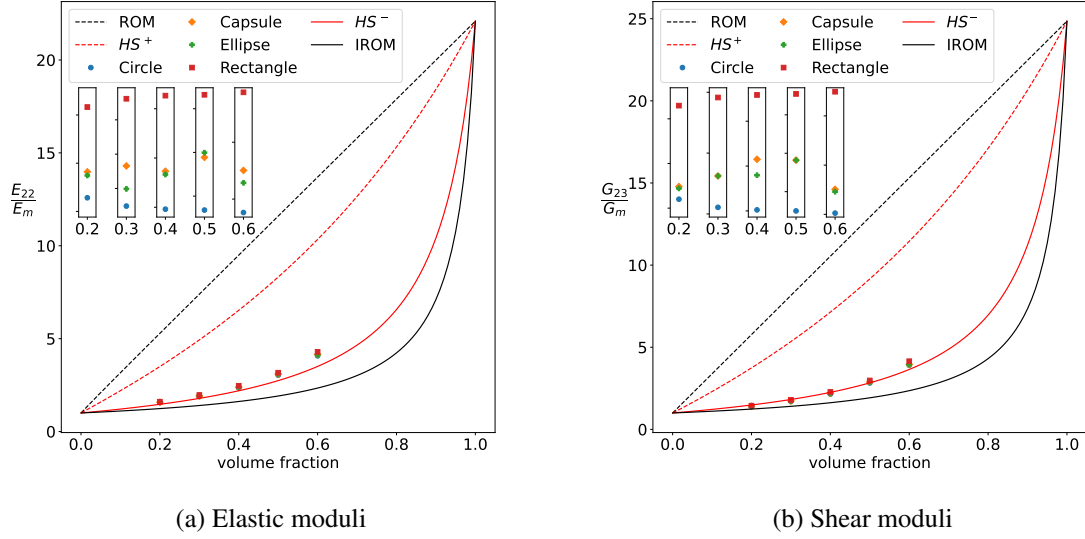 ROM
HS+
Circle
Capsule
Ellipse
Rectangle
HS−
IROM
20
15
10
5
0
E22
Em
0.2 0.3 0.4 0.5 0.6
0.0 0.2 0.4 0.6 0.8 1.0
volume fraction
(a) Elastic moduli
ROM
HS+
Circle
Capsule
Ellipse
Rectangle
HS−
IROM
25
20
15
10
5
0
G23
Gm
0.2 0.3 0.4 0.5 0.6
0.0 0.2 0.4 0.6 0.8 1.0
volume fraction
(b) Shear moduli